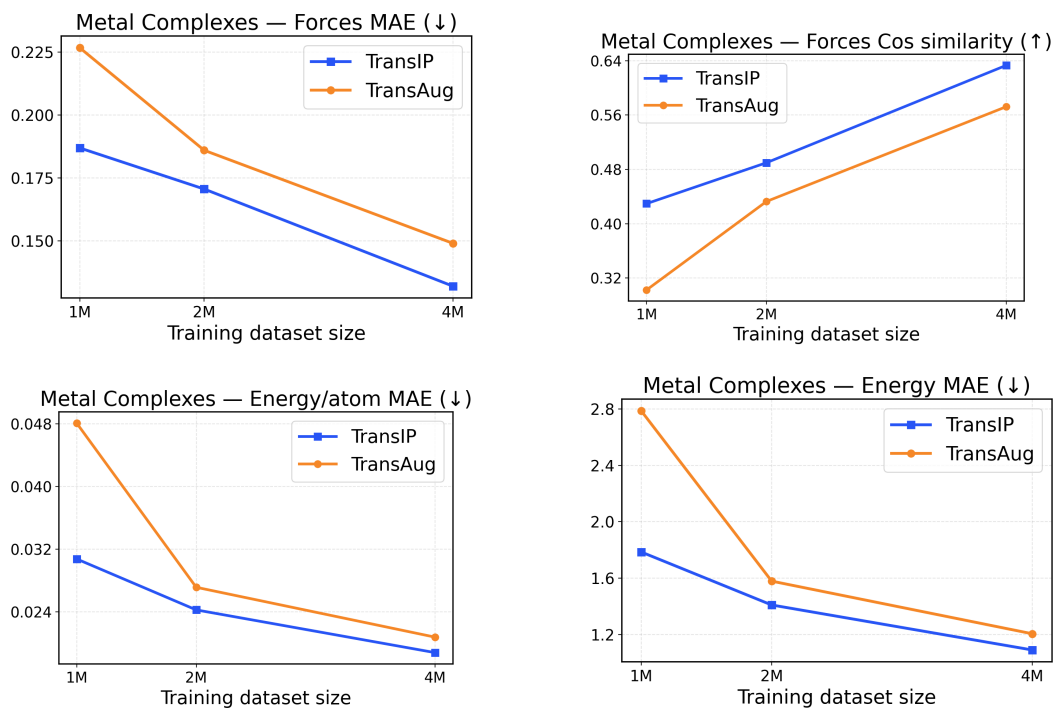 Metal Complexes — Forces MAE (↓)
0.225
0.200
0.175
0.150
TransIP
TransAug
1M 2M 4M
Training dataset size
Metal Complexes — Forces Cos similarity (↑)
0.64
0.56
0.48
0.40
0.32
TransIP
TransAug
1M 2M 4M
Training dataset size
Metal Complexes — Energy/atom MAE (↓)
0.048
0.040
0.032
0.024
TransIP
TransAug
1M 2M 4M
Training dataset size
Metal Complexes — Energy MAE (↓)
2.8
2.4
2.0
1.6
1.2
TransIP
TransAug
1M 2M 4M
Training dataset size